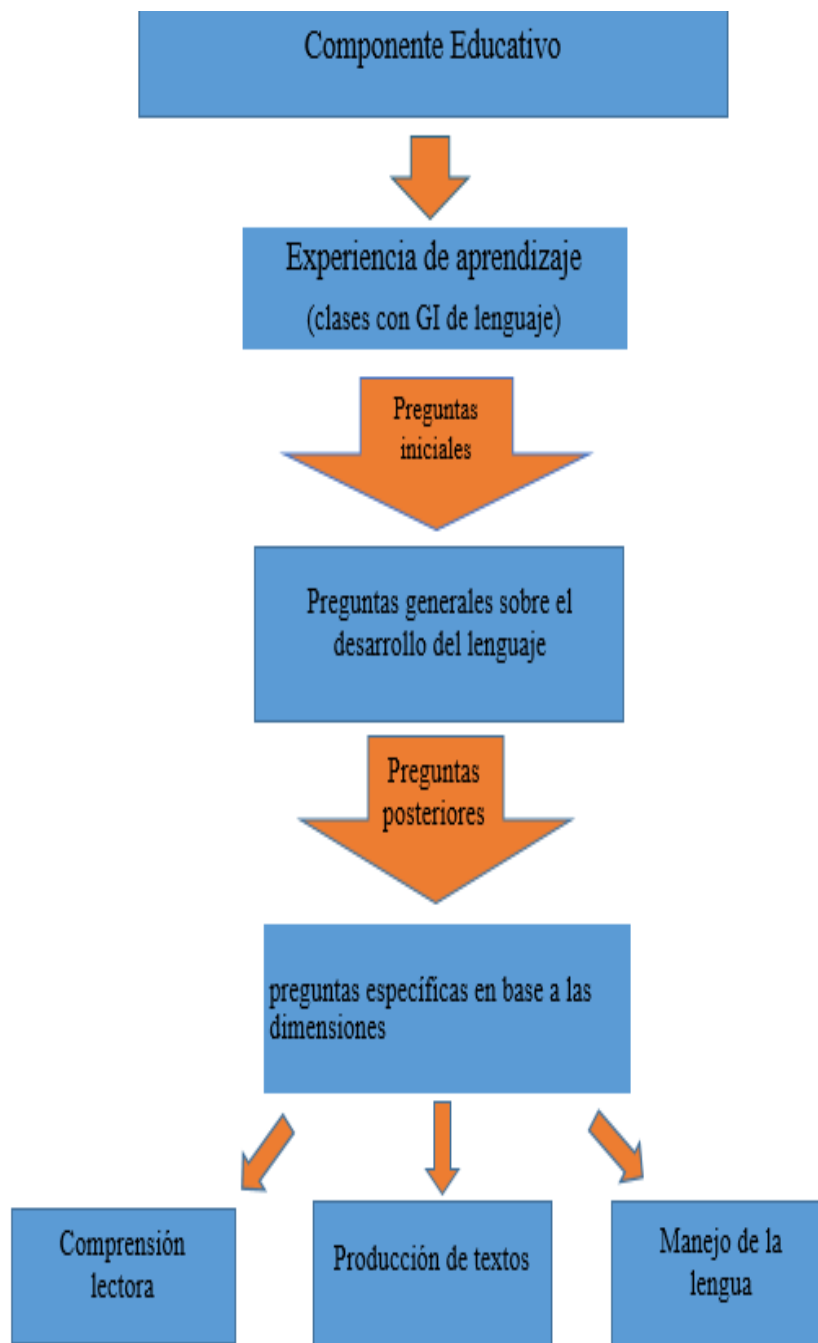 Componente Educativo
Experiencia de aprendizaje
(clases con GI de lenguaje)
Preguntas
iniciales
Preguntas generales sobre el
desarrollo del lenguaje
Preguntas
posteriores
preguntas específicas en base a las
dimensiones
Comprensión
lectora
Producción de textos
Manejo de la
lengua